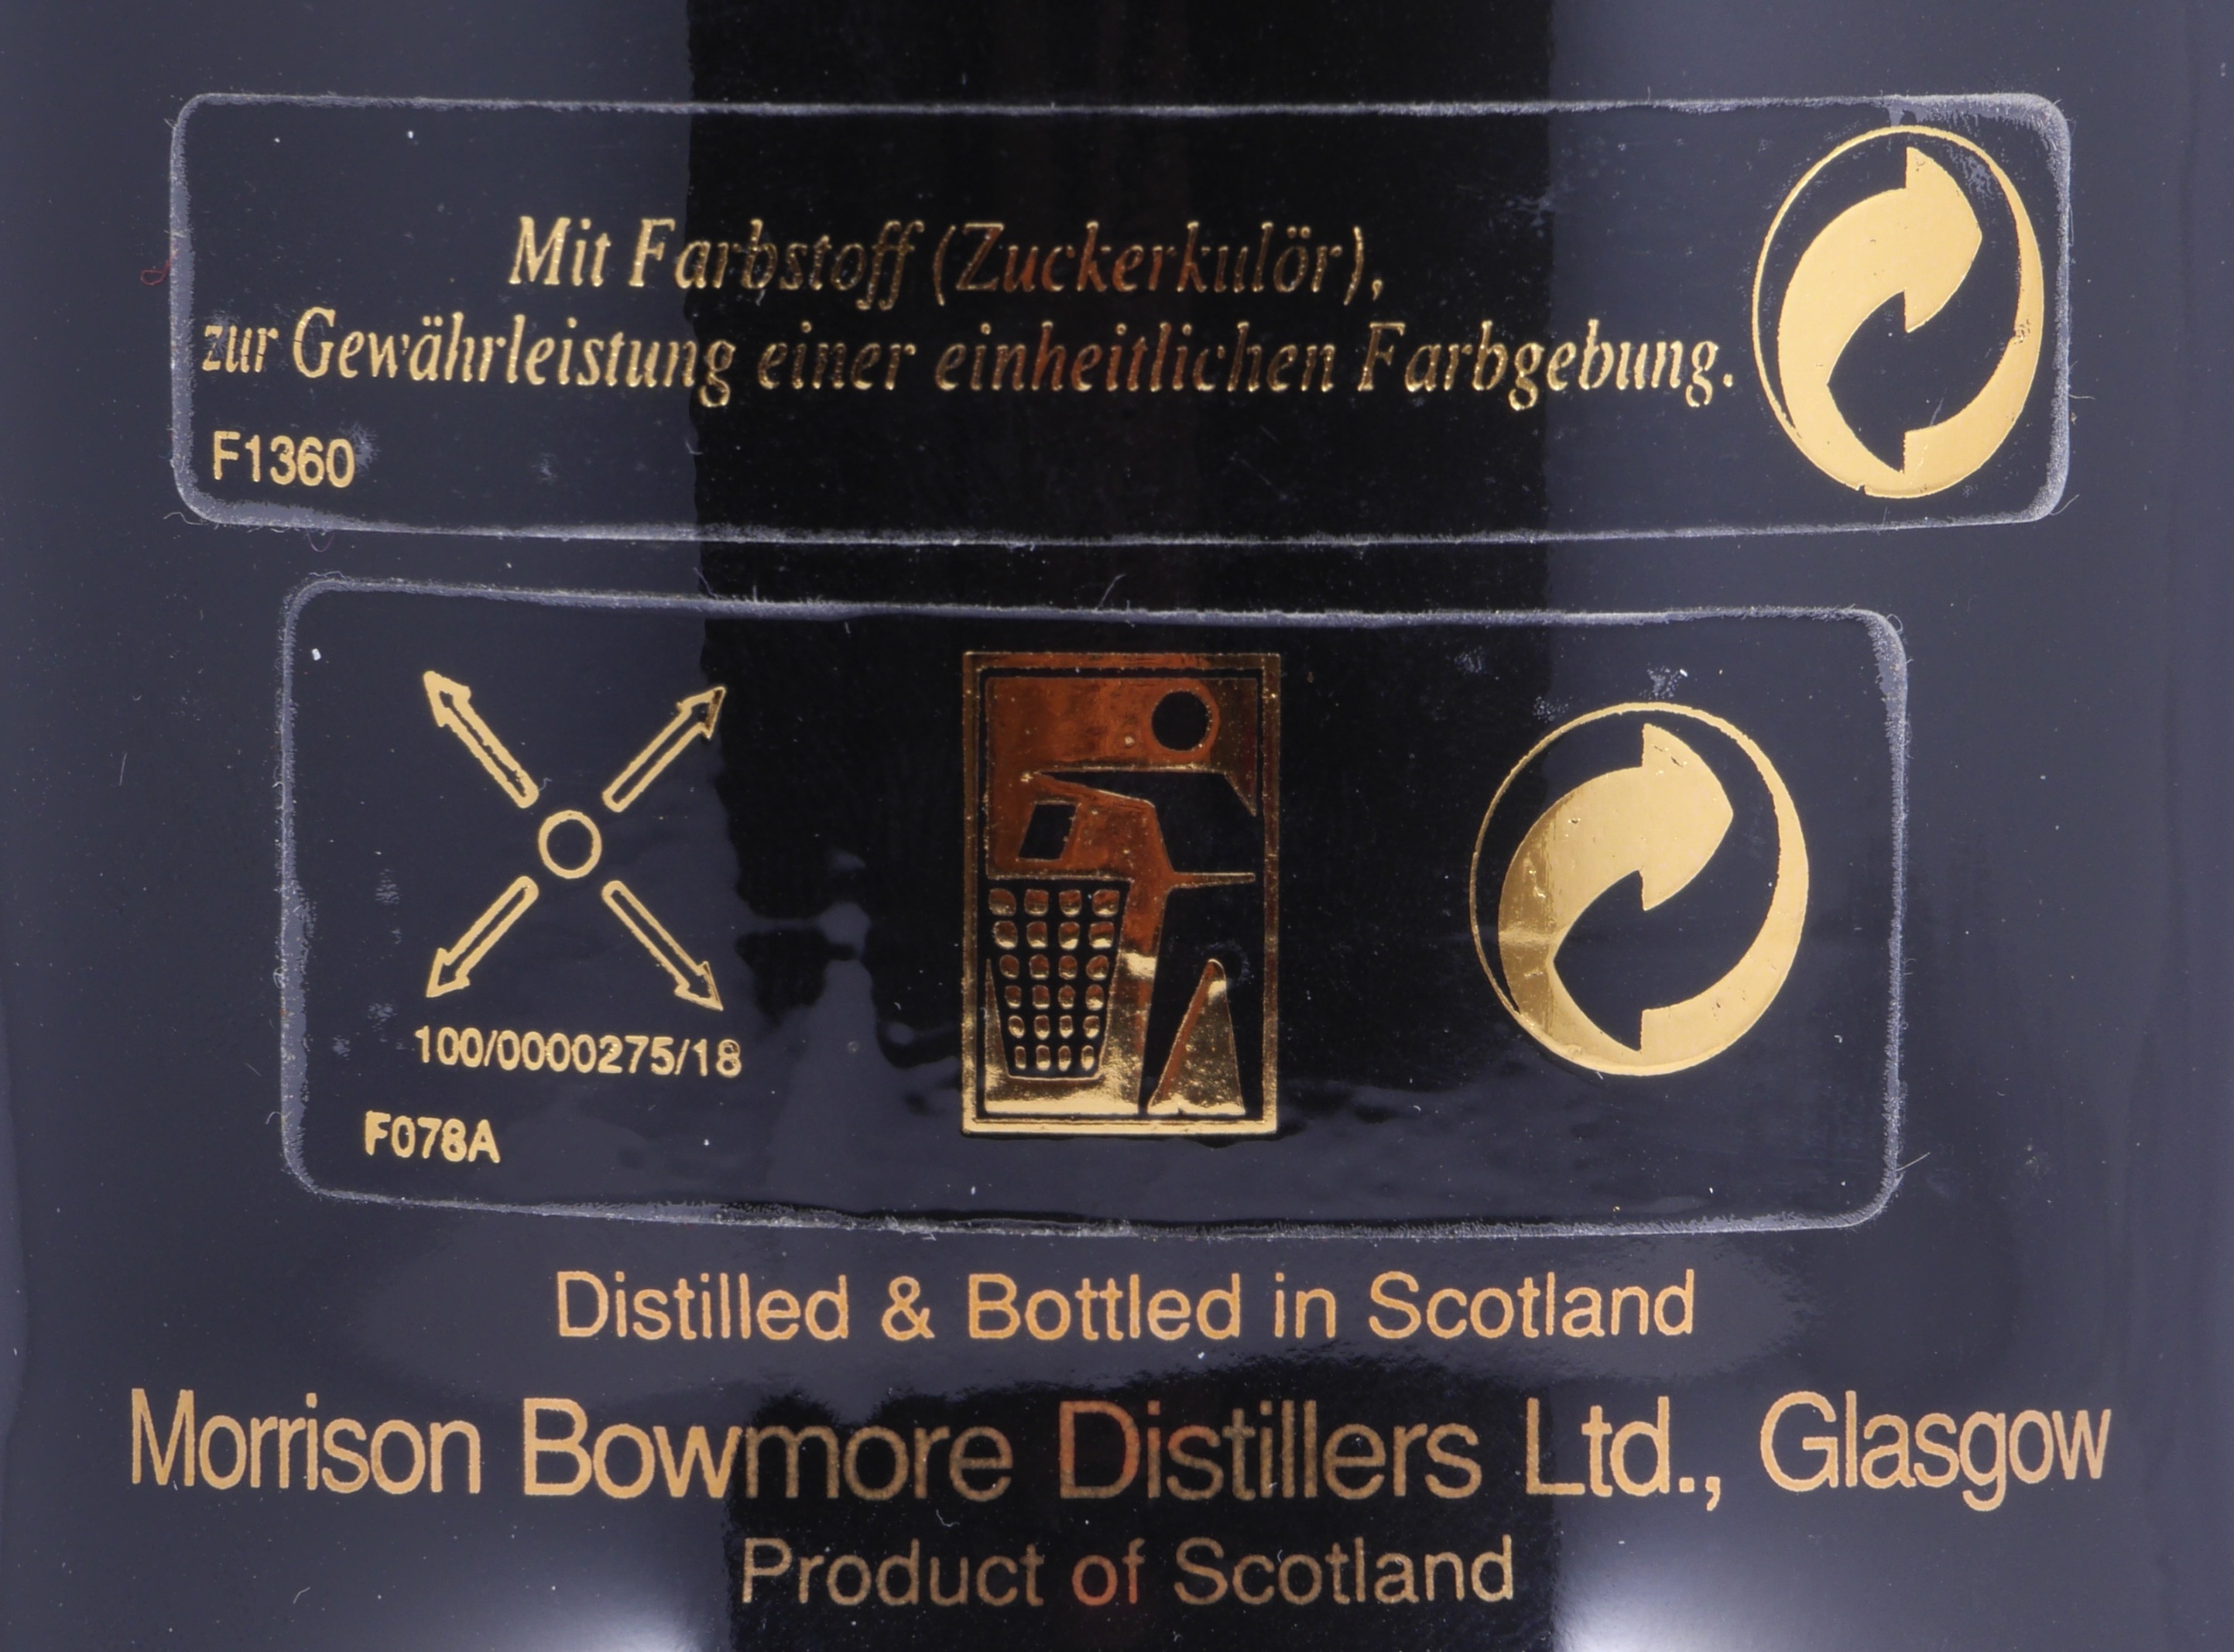 Mit Farbstoff (Zuckerkulör),
zur Gewährleistung einer einheitlichen Farbgebung.
F1360
100/0000275/18
F078A
Distilled & Bottled in Scotland
Morrison Bowmore Distillers Ltd., Glasgow
Product of Scotland